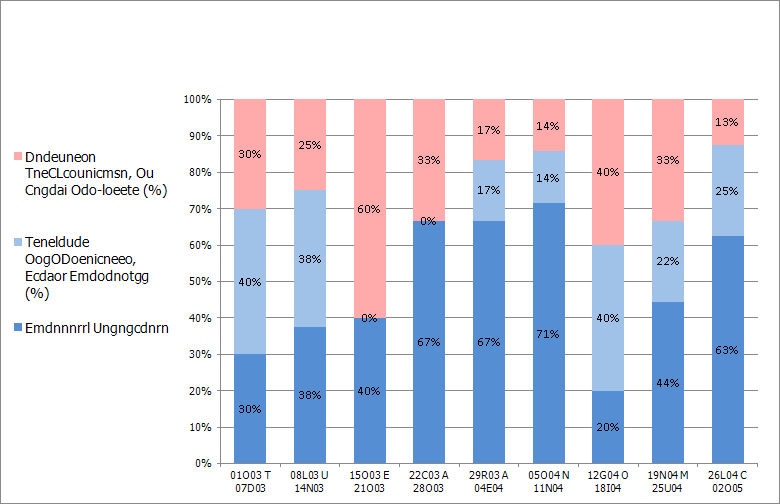 Dndeuneon
TneCLcounicmsn, Ou
Cngdai Odo-loeete (%)
Teneldude
OogODoenicneeo,
Ecdaor Emdodnotgg
(%)
Emdnnnrrl Ungngcdnrn
100%
90%
80%
70%
60%
50%
40%
30%
20%
10%
0%
30% 25% 60% 33% 17% 14% 40% 33% 13%
40% 38% 0% 0% 17% 14% 40% 22% 25%
30% 38% 40% 67% 67% 71% 20% 44% 63%
01O03 T 08L03 U 15O03 E 22C03 A 29R03 A 05O04 N 12G04 O 19N04 M 26L04 C
07D03 14N03 21O03 28O03 04E04 11N04 18I04 25U04 02O05